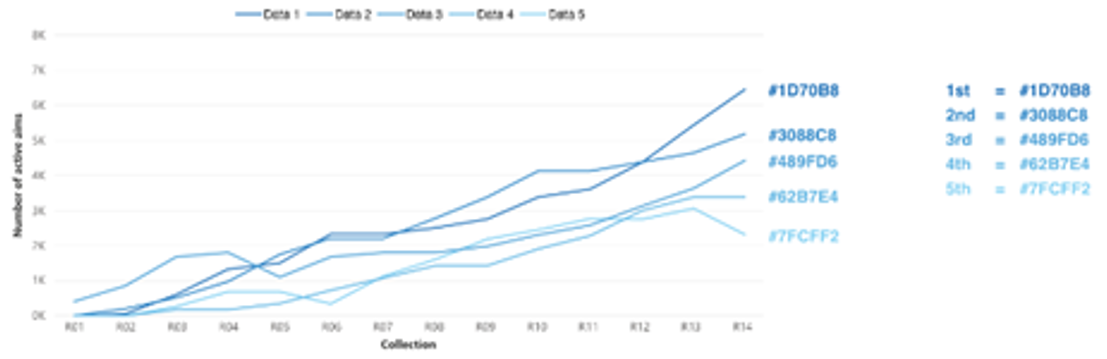 Data 1 Data 2 Data 3 Data 4 Data 5
8K
7K
6K
5K
4K
3K
2K
1K
0K
Number of active aims
R01 R02 R03 R04 R05 R06 R07 R08 R09 R10 R11 R12 R13 R14
Collection
#1D70B8
#3088C8
#489FD6
#62B7E4
#7FCFF2
1st = #1D70B8
2nd = #3088C8
3rd = #489FD6
4th = #62B7E4
5th = #7FCFF2